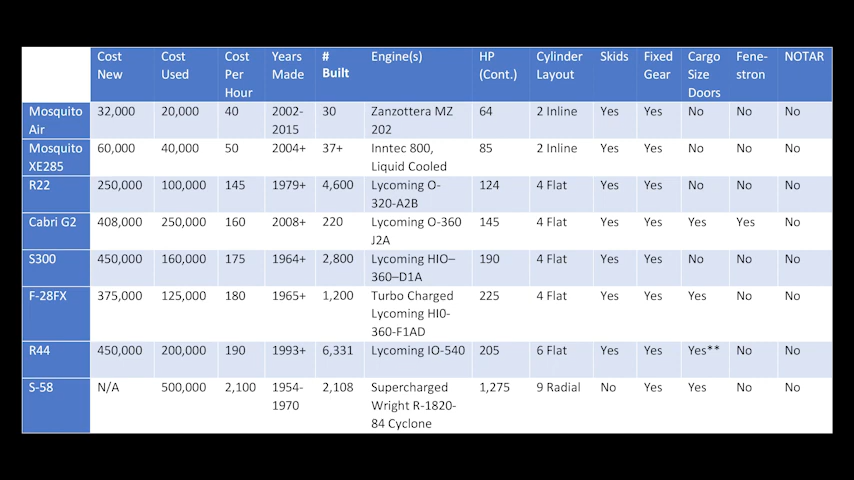 Cost New Cost Used Cost Per Hour Years Made # Built Engine(s) HP (Cont.) Cylinder Layout Skids Fixed Gear Cargo Size Doors Fene-stron NOTAR
Mosquito Air 32,000 20,000 40 2002-2015 30 Zanzottera MZ 202 64 2 Inline Yes Yes No No No
Mosquito XE285 60,000 40,000 50 2004+ 37+ Inntec 800, Liquid Cooled 85 2 Inline Yes Yes No No No
R22 250,000 100,000 145 1979+ 4,600 Lycoming O-320-A2B 124 4 Flat Yes Yes No No No
Cabri G2 408,000 250,000 160 2008+ 220 Lycoming O-360 J2A 145 4 Flat Yes Yes Yes Yes No
S300 450,000 160,000 175 1964+ 2,800 Lycoming HIO–360–D1A 190 4 Flat Yes Yes No No No
F-28FX 375,000 125,000 180 1965+ 1,200 Turbo Charged Lycoming HI0-360-F1AD 225 4 Flat Yes Yes Yes No No
R44 450,000 200,000 190 1993+ 6,331 Lycoming IO-540 205 6 Flat Yes Yes Yes** No No
S-58 N/A 500,000 2,100 1954-1970 2,108 Supercharged Wright R-1820-84 Cyclone 1,275 9 Radial No Yes Yes No No